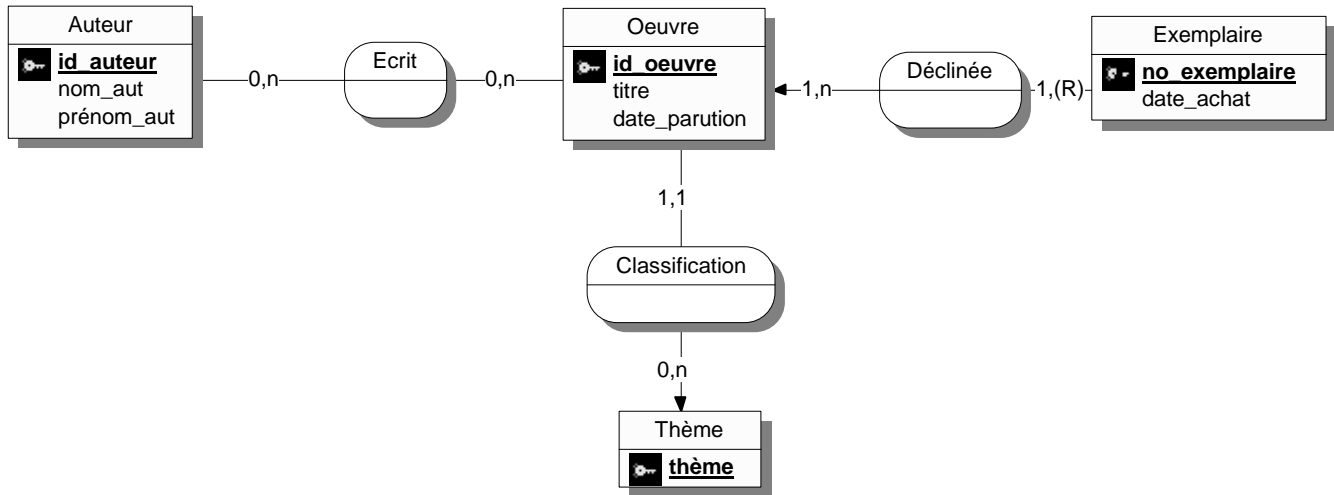 Auteur
id_auteur
nom_aut
prénom_aut
0,n
Ecrit
0,n
Oeuvre
id_oeuvre
titre
date_parution
1,n
Déclinée
1,(R)
Exemplaire
no_exemplaire
date_achat
1,1
Classification
0,n
Thème
thème